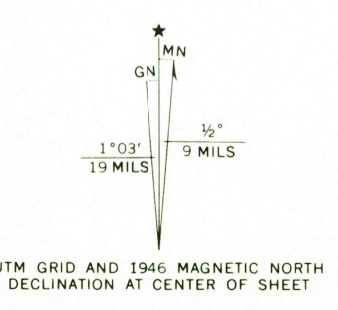 ★
MN
GN
1°03′
19 MILS
½°
9 MILS
UTM GRID AND 1946 MAGNETIC NORTH
DECLINATION AT CENTER OF SHEET